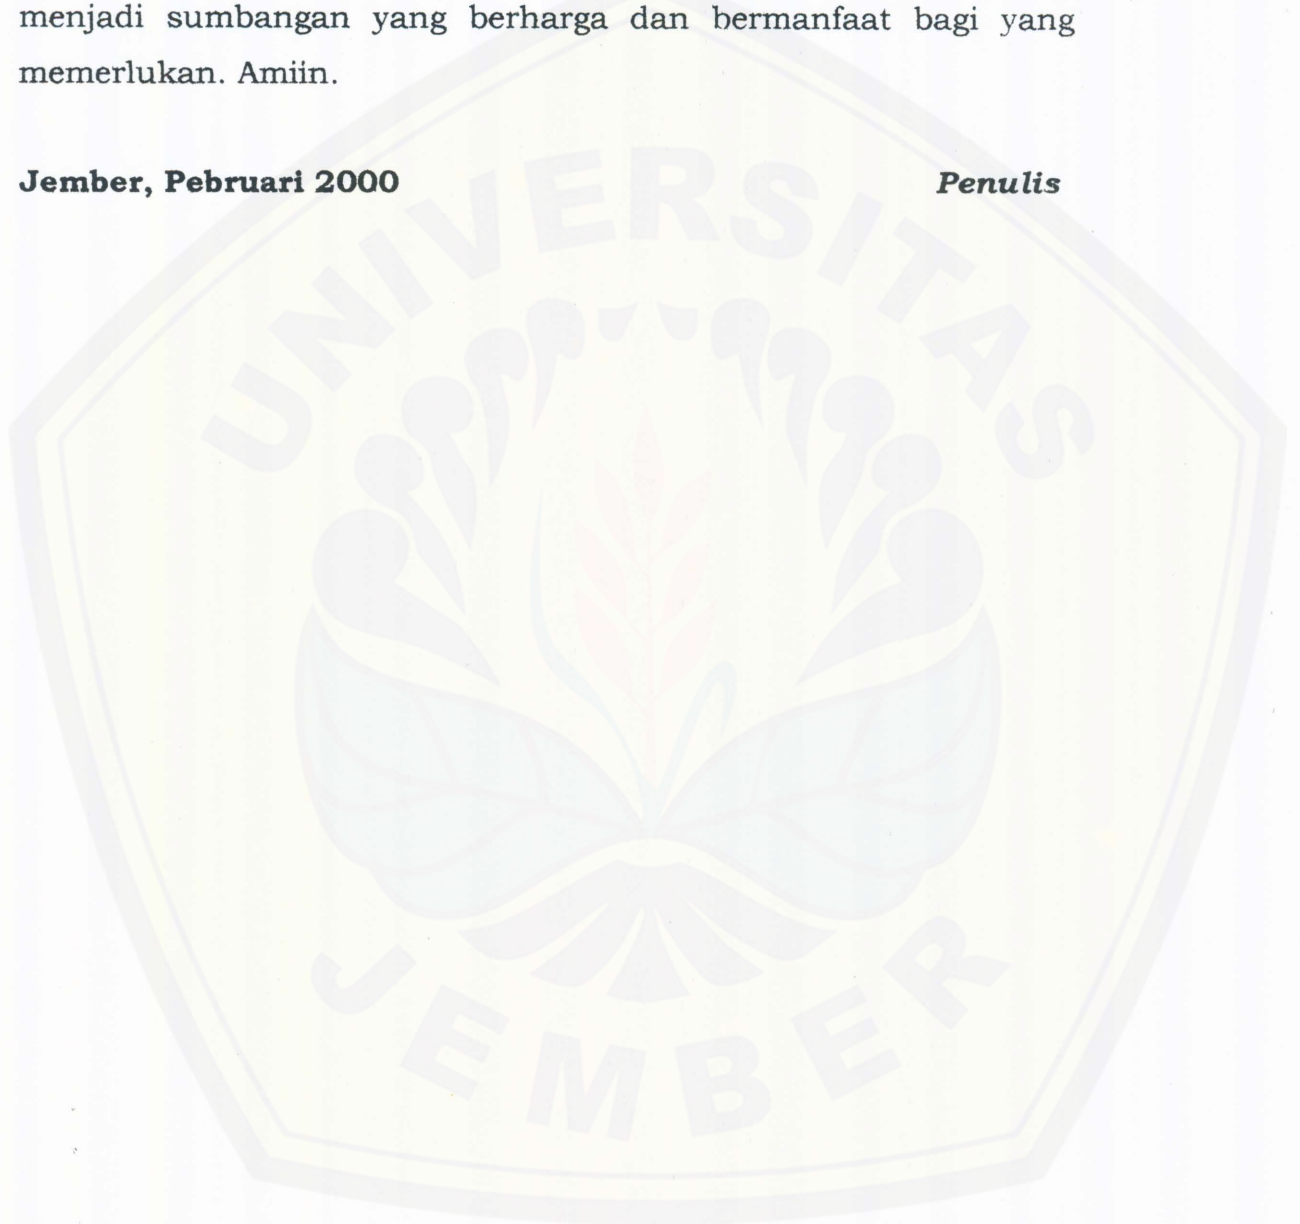 menjadi sumbangan yang berharga dan bermanfaat bagi yang
memerlukan. Amiin.
Jember, Pebruari 2000 Penulis
UNIVERSITAS
JEMBER